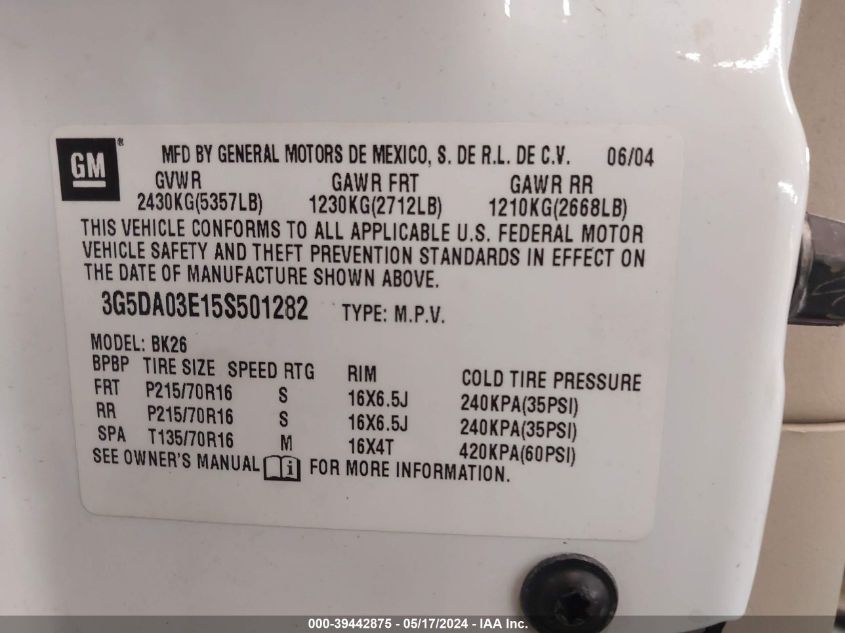 GM® MFD BY GENERAL MOTORS DE MEXICO, S. DE R.L. DE C.V. 06/04
GVWR GAWR FRT GAWR RR
2430KG(5357LB) 1230KG(2712LB) 1210KG(2668LB)
THIS VEHICLE CONFORMS TO ALL APPLICABLE U.S. FEDERAL MOTOR
VEHICLE SAFETY AND THEFT PREVENTION STANDARDS IN EFFECT ON
THE DATE OF MANUFACTURE SHOWN ABOVE.
3G5DA03E15S501282 TYPE: M.P.V.
MODEL: BK26
BPBP TIRE SIZE SPEED RTG RIM COLD TIRE PRESSURE
FRT P215/70R16 S 16X6.5J 240KPA(35PSI)
RR P215/70R16 S 16X6.5J 240KPA(35PSI)
SPA T135/70R16 M 16X4T 420KPA(60PSI)
SEE OWNER'S MANUAL i FOR MORE INFORMATION.
000-39442875 - 05/17/2024 - IAA Inc.